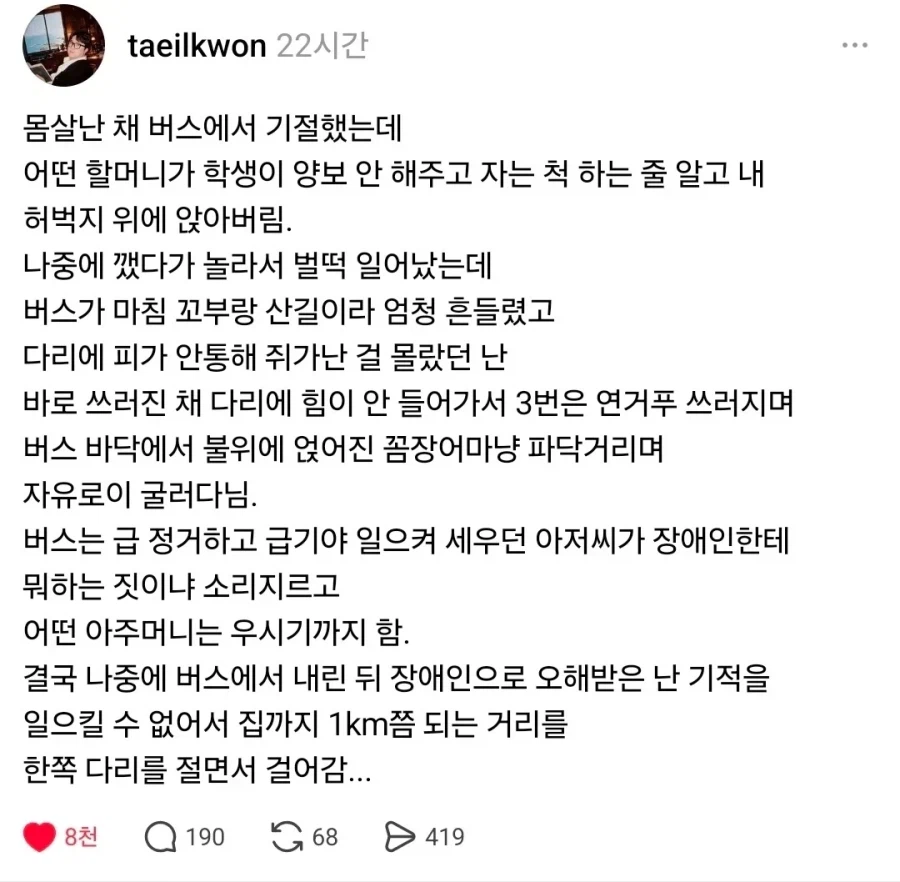 taeilkwon 22시간
몸살난 채 버스에서 기절했는데
어떤 할머니가 학생이 양보 안 해주고 자는 척 하는 줄 알고 내
허벅지 위에 앉아버림.
나중에 깼다가 놀라서 벌떡 일어났는데
버스가 마침 꼬부랑 산길이라 엄청 흔들렸고
다리에 피가 안통해 쥐가난 걸 몰랐던 난
바로 쓰러진 채 다리에 힘이 안 들어가서 3번은 연거푸 쓰러지며
버스 바닥에서 불위에 얹어진 꼼장어마냥 파닥거리며
자유로이 굴러다님.
버스는 급 정거하고 급기야 일으켜 세우던 아저씨가 장애인한테
뭐하는 짓이냐 소리지르고
어떤 아주머니는 우시기까지 함.
결국 나중에 버스에서 내린 뒤 장애인으로 오해받은 난 기적을
일으킬 수 없어서 집까지 1km쯤 되는 거리를
한쪽 다리를 절면서 걸어감...
8천 190 68 419